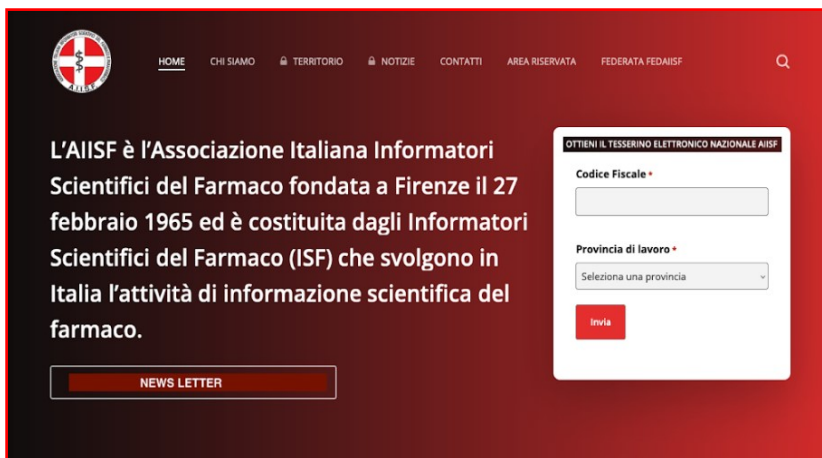 A.I.I.S.F.
HOME
CHI SIAMO
TERRITORIO
NOTIZIE
CONTATTI
AREA RISERVATA
FEDERATA FEDAIISF
L'AIISF è l'Associazione Italiana Informatori
Scientifici del Farmaco fondata a Firenze il 27
febbraio 1965 ed è costituita dagli Informatori
Scientifici del Farmaco (ISF) che svolgono in
Italia l'attività di informazione scientifica del
farmaco.
NEWS LETTER
OTTIENI IL TESSERINO ELETTRONICO NAZIONALE AIISF
Codice Fiscale •
Provincia di lavoro •
Seleziona una provincia
Invia